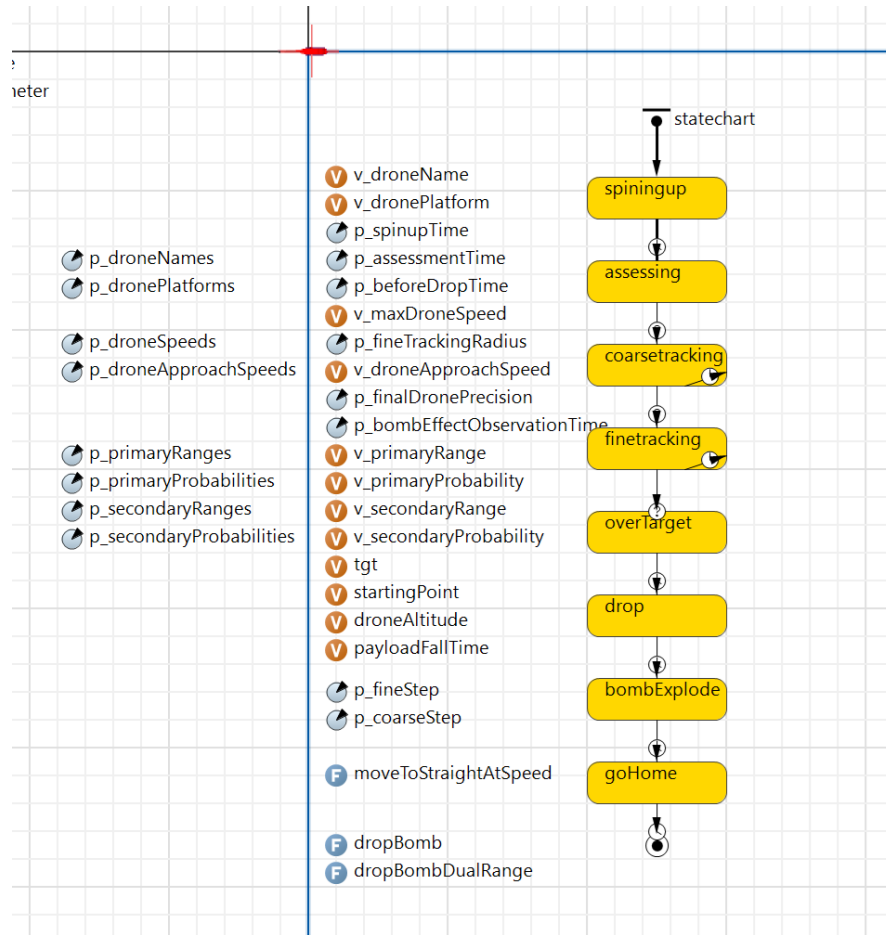 statechart
v_droneName
v_dronePlatform
p_spinupTime
p_assessmentTime
p_beforeDropTime
v_maxDroneSpeed
p_fineTrackingRadius
v_droneApproachSpeed
p_finalDronePrecision
p_bombEffectObservationTime
v_primaryRange
v_primaryProbability
v_secondaryRange
v_secondaryProbability
tgt
startingPoint
droneAltitude
payloadFallTime
p_fineStep
p_coarseStep
moveToStraightAtSpeed
dropBomb
dropBombDualRange
p_droneNames
p_dronePlatforms
p_droneSpeeds
p_droneApproachSpeeds
p_primaryRanges
p_primaryProbabilities
p_secondaryRanges
p_secondaryProbabilities
spiningup
assessing
coarsetracking
finetracking
overTarget
drop
bombExplode
goHome